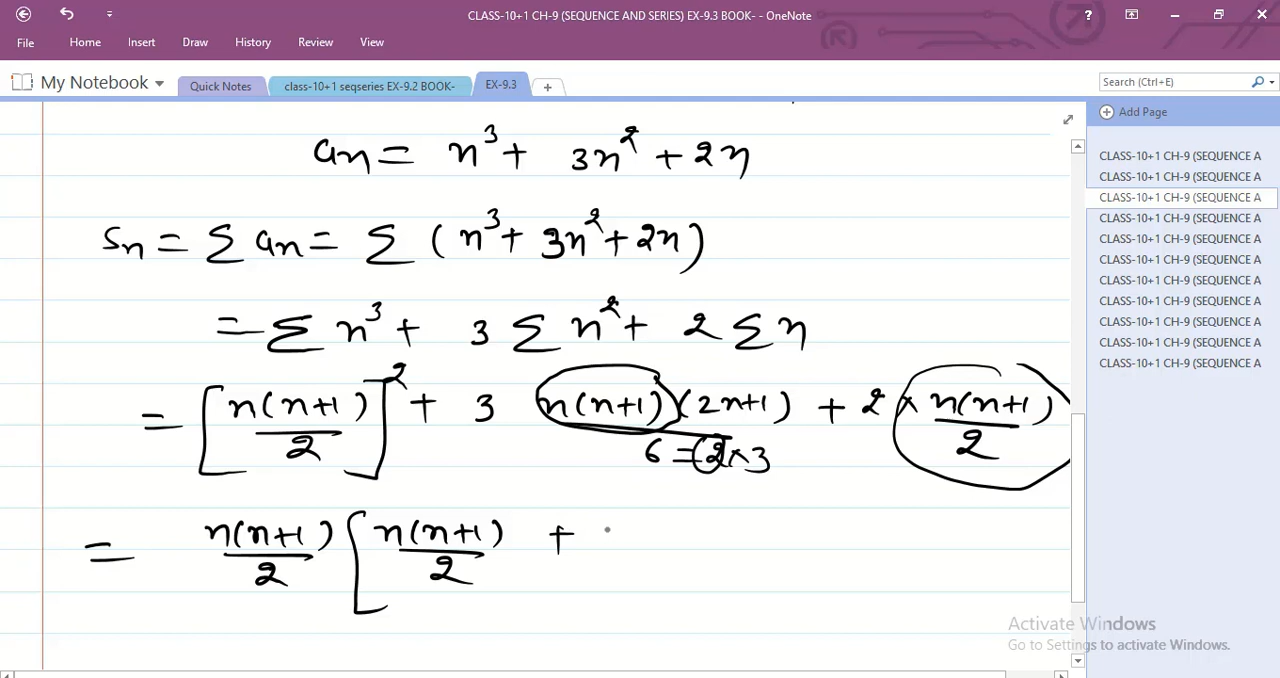 CLASS-10+1 CH-9 (SEQUENCE AND SERIES) EX-9.3 BOOK- - OneNote
File Home Insert Draw History Review View
My Notebook Quick Notes class-10+1 seqseries EX-9.2 BOOK- EX-9.3 + Search (Ctrl+E)
Add Page
CLASS-10+1 CH-9 (SEQUENCE A
CLASS-10+1 CH-9 (SEQUENCE A
CLASS-10+1 CH-9 (SEQUENCE A
CLASS-10+1 CH-9 (SEQUENCE A
CLASS-10+1 CH-9 (SEQUENCE A
CLASS-10+1 CH-9 (SEQUENCE A
CLASS-10+1 CH-9 (SEQUENCE A
CLASS-10+1 CH-9 (SEQUENCE A
CLASS-10+1 CH-9 (SEQUENCE A
CLASS-10+1 CH-9 (SEQUENCE A
CLASS-10+1 CH-9 (SEQUENCE A
an = n³ + 3n² + 2n
Sn = Σ an = Σ (n³ + 3n² + 2n)
= Σ n³ + 3 Σ n² + 2 Σ n
= [n(n+1)/2]² + 3 n(n+1)(2n+1)/6 = 2×3 + 2 × n(n+1)/2
= n(n+1)/2 [n(n+1)/2 +
Activate Windows
Go to Settings to activate Windows.